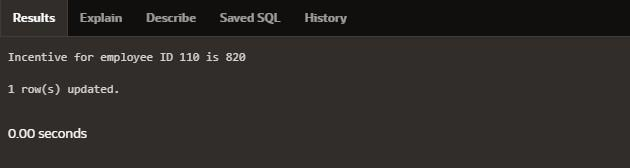 Results Explain Describe Saved SQL History
Incentive for employee ID 110 is 820
1 row(s) updated.
0.00 seconds